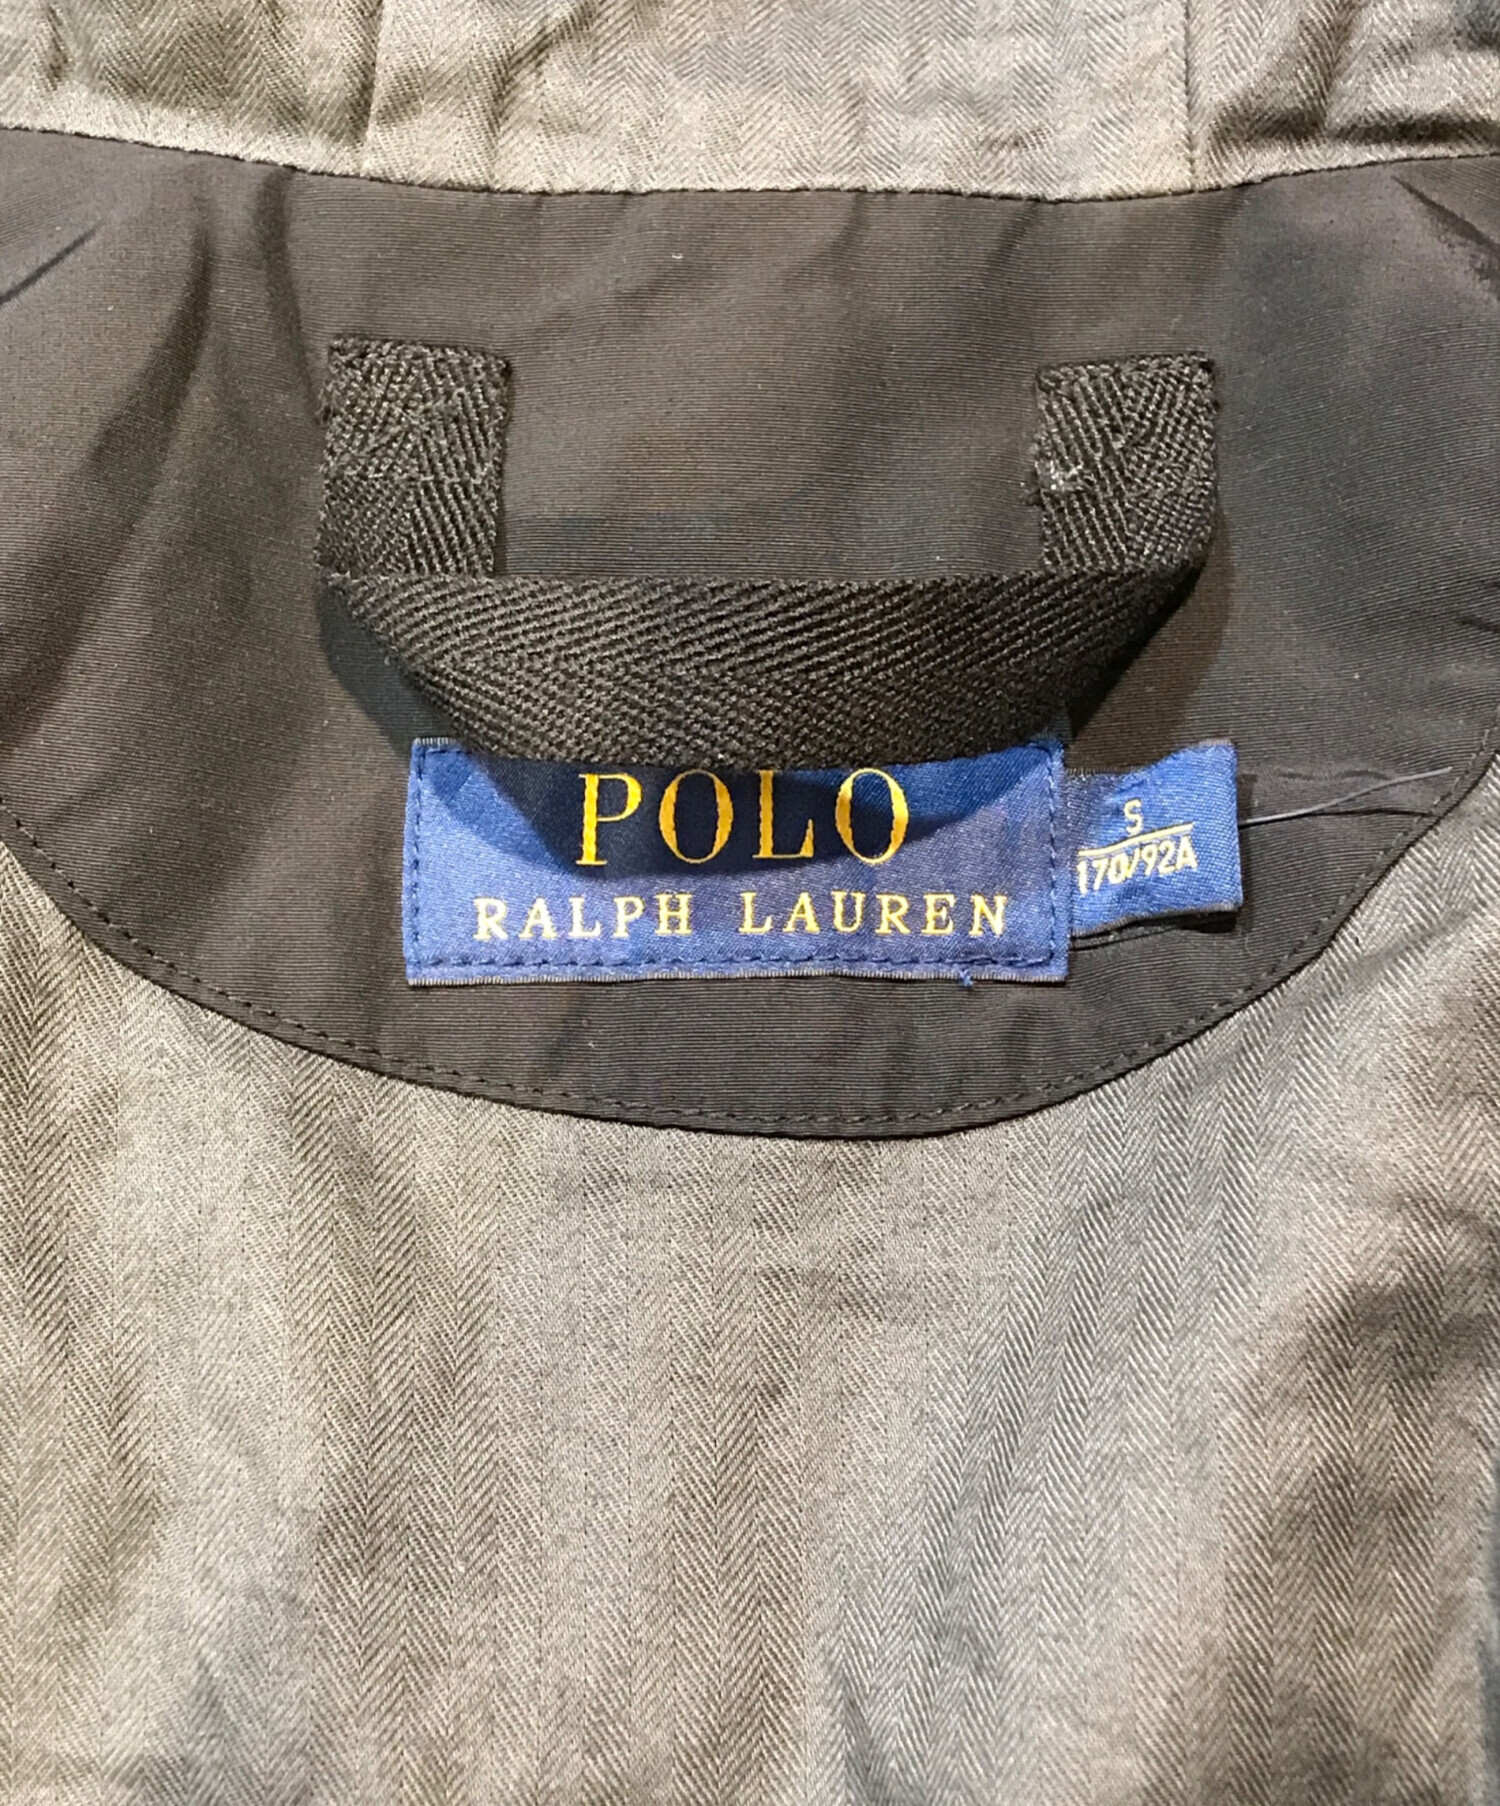 POLO
RALPH LAUREN
S
170/92A